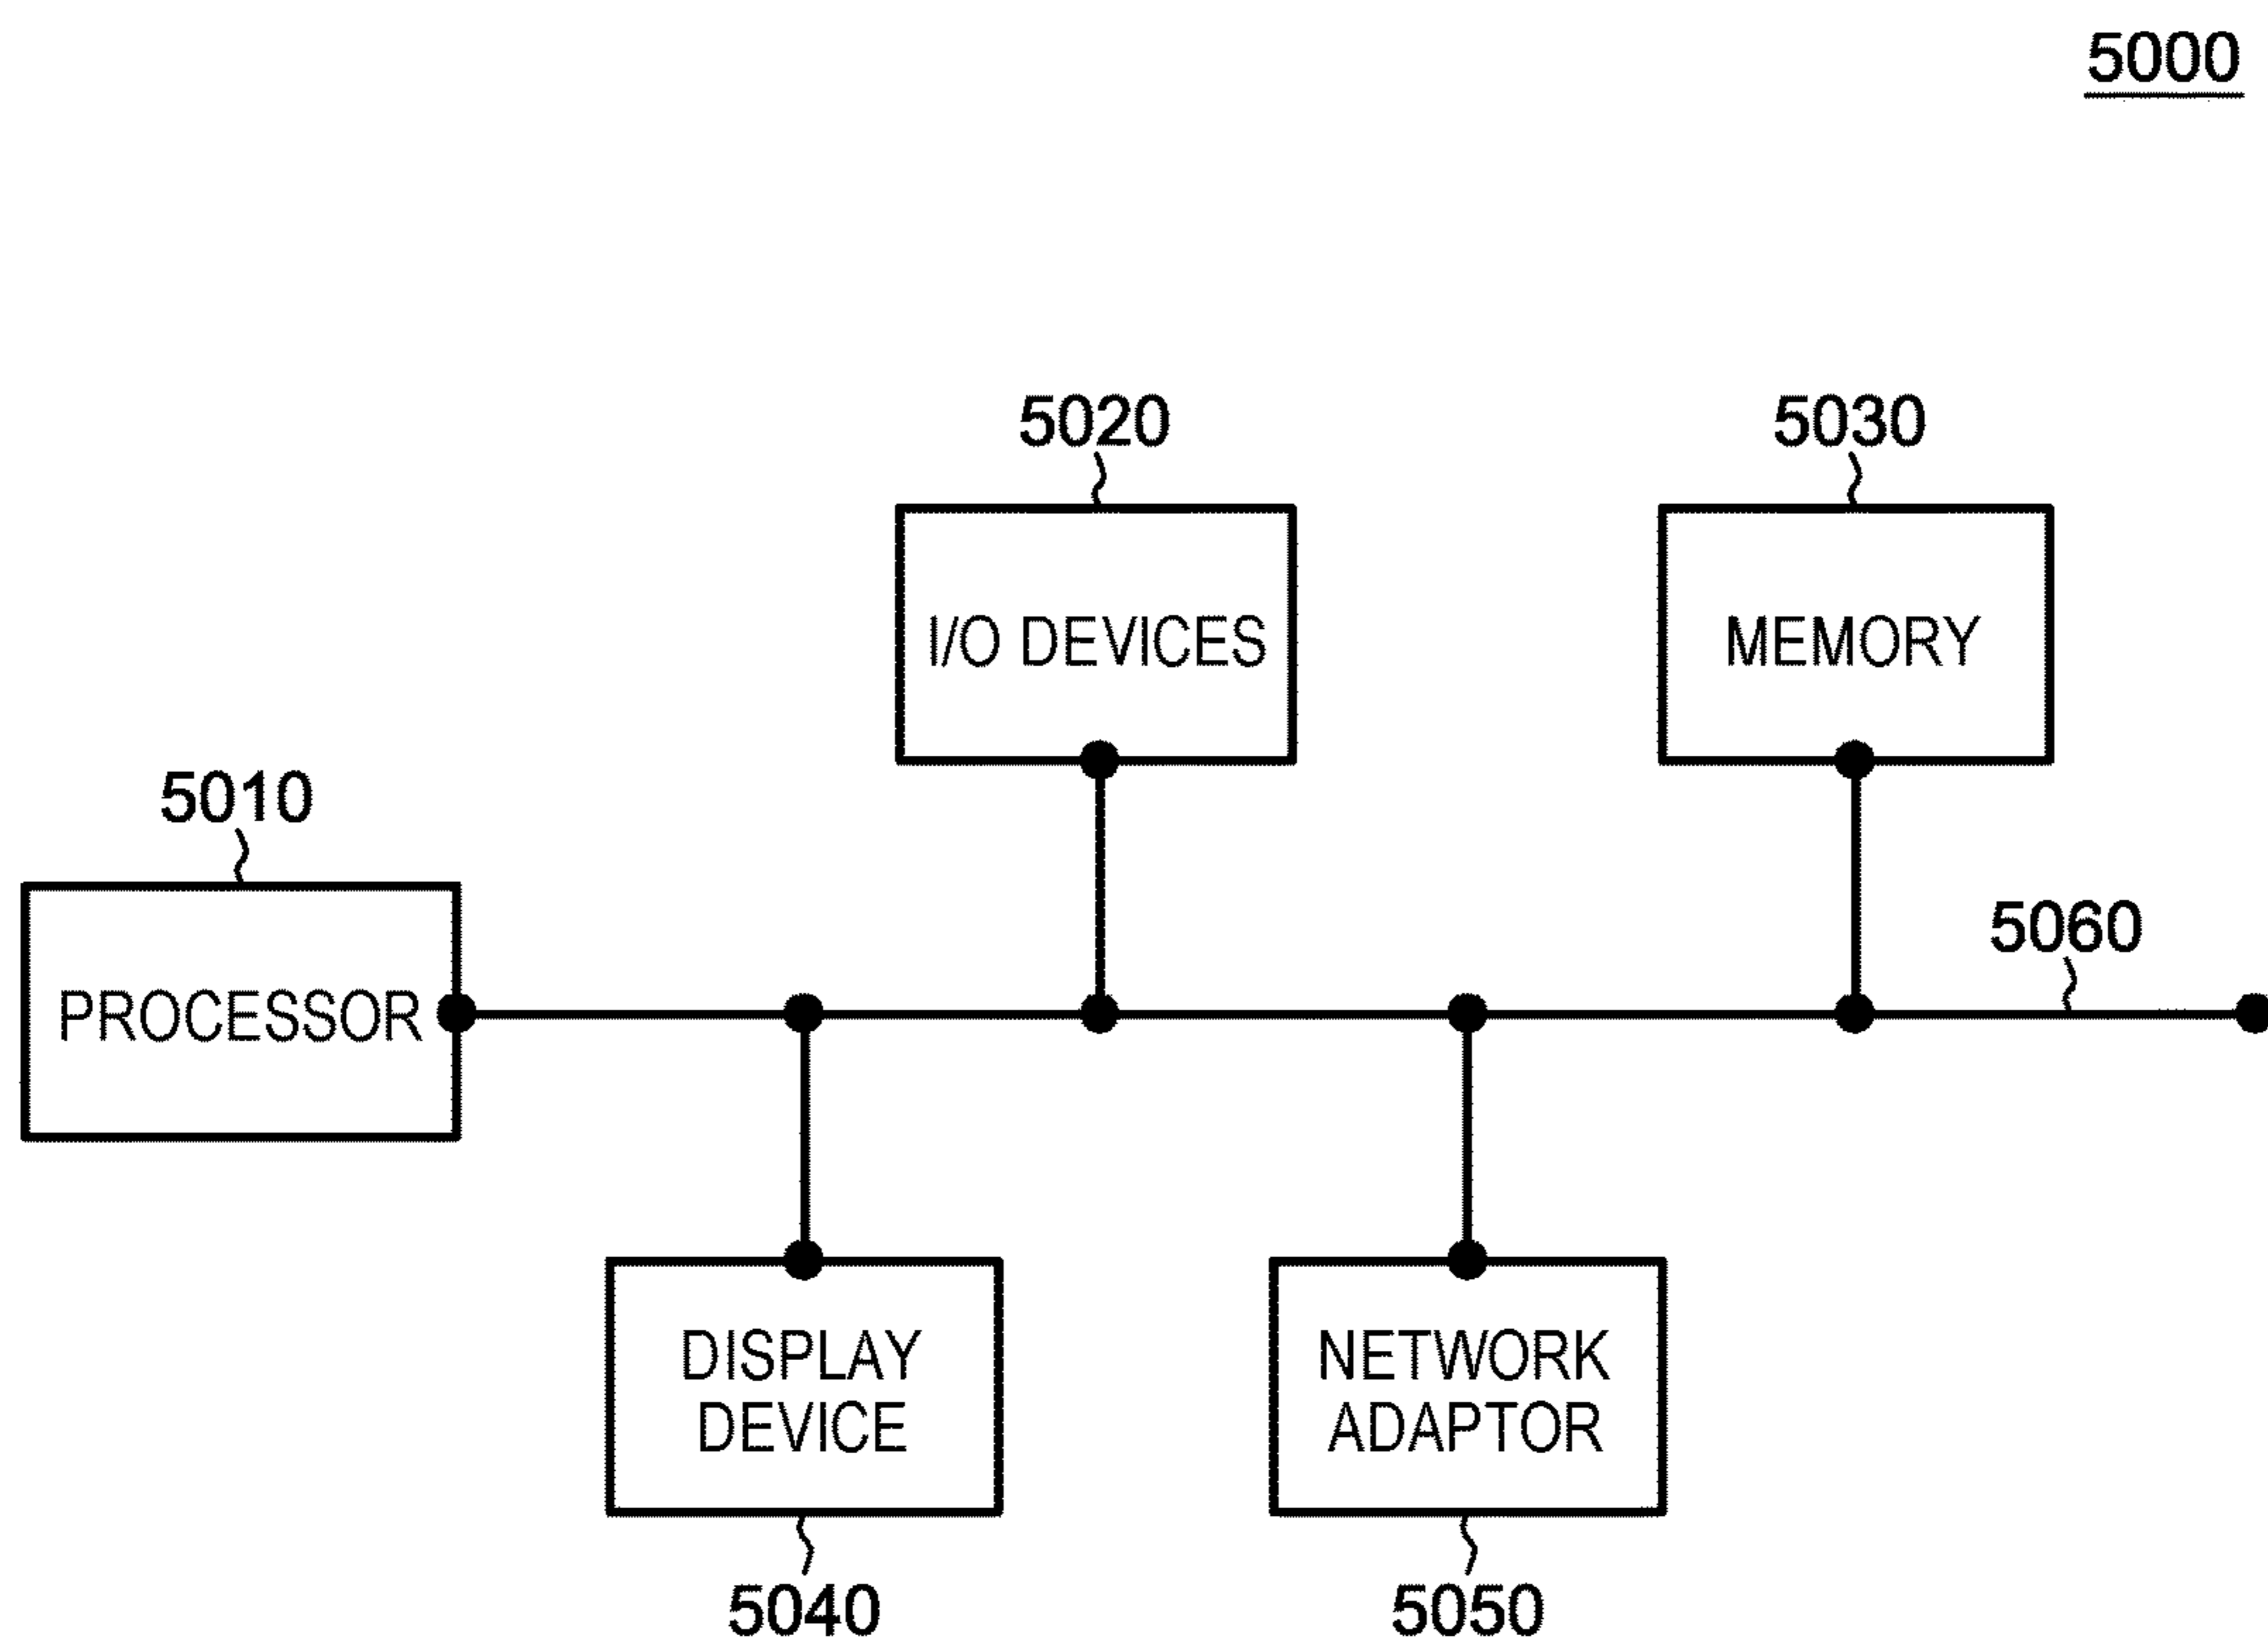 5000
5020
5030
I/O DEVICES
MEMORY
5010
5060
PROCESSOR
DISPLAY
DEVICE
NETWORK
ADAPTOR
5040
5050